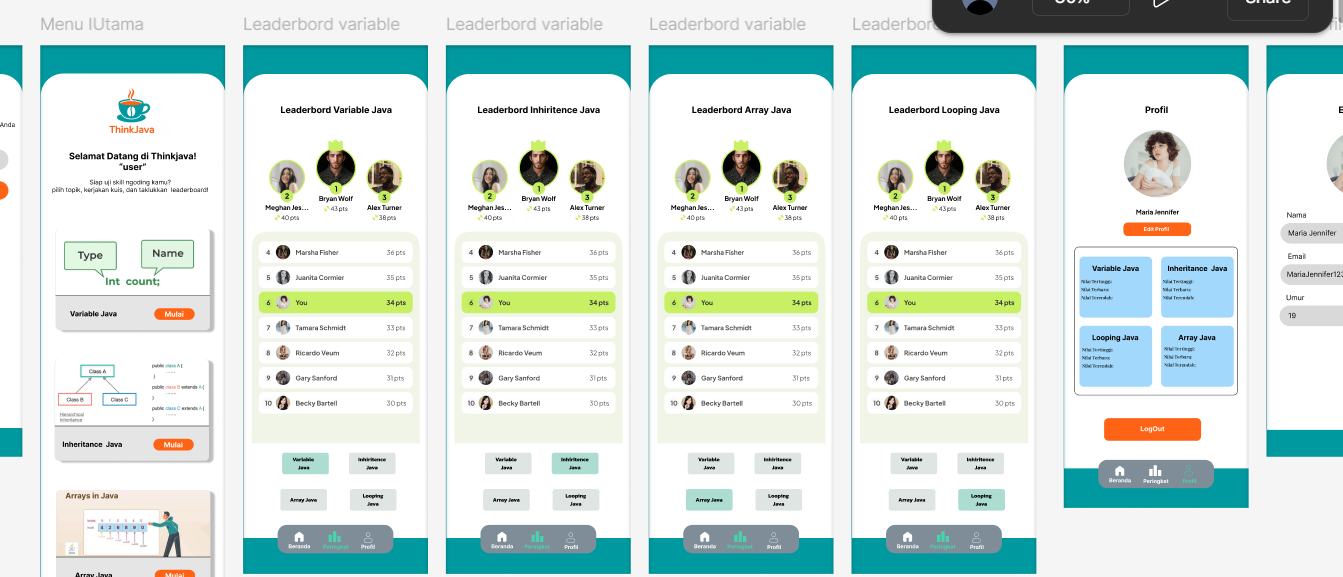 Menu IUtama
Leaderbord variable
Leaderbord variable
Leaderbord variable
Share
Anda
ThinkJava
Selamat Datang di Thinkjava!
"user"
Siap uji skill ngoding kamu?
pilih topik, kerjakan kuis, dan taklukkan leaderboard!
Type
Name
Int count;
Variable Java
Mulai
Class A
Class B
Class C
Hierarchical
Inheritance
public class A {
........
}
public class B extends A {
........
}
public class C extends A {
........
}
Inheritance Java
Mulai
Arrays in Java
Array Java
Mulai
Leaderbord Variable Java
1
2
3
Bryan Wolf
43 pts
Meghan Jes...
40 pts
Alex Turner
38 pts
4 Marsha Fisher 36 pts
5 Juanita Cormier 35 pts
6 You 34 pts
7 Tamara Schmidt 33 pts
8 Ricardo Veum 32 pts
9 Gary Sanford 31 pts
10 Becky Bartell 30 pts
Variable
Java
Inhiritence
Java
Array Java
Looping
Java
Beranda
Peringkat
Profil
Leaderbord Inhiritence Java
1
2
3
Bryan Wolf
43 pts
Meghan Jes...
40 pts
Alex Turner
38 pts
4 Marsha Fisher 36 pts
5 Juanita Cormier 35 pts
6 You 34 pts
7 Tamara Schmidt 33 pts
8 Ricardo Veum 32 pts
9 Gary Sanford 31 pts
10 Becky Bartell 30 pts
Variable
Java
Inhiritence
Java
Array Java
Looping
Java
Beranda
Peringkat
Profil
Leaderbord Array Java
1
2
3
Bryan Wolf
43 pts
Meghan Jes...
40 pts
Alex Turner
38 pts
4 Marsha Fisher 36 pts
5 Juanita Cormier 35 pts
6 You 34 pts
7 Tamara Schmidt 33 pts
8 Ricardo Veum 32 pts
9 Gary Sanford 31 pts
10 Becky Bartell 30 pts
Variable
Java
Inhiritence
Java
Array Java
Looping
Java
Beranda
Peringkat
Profil
Leaderbord Looping Java
1
2
3
Bryan Wolf
43 pts
Meghan Jes...
40 pts
Alex Turner
38 pts
4 Marsha Fisher 36 pts
5 Juanita Cormier 35 pts
6 You 34 pts
7 Tamara Schmidt 33 pts
8 Ricardo Veum 32 pts
9 Gary Sanford 31 pts
10 Becky Bartell 30 pts
Variable
Java
Inhiritence
Java
Array Java
Looping
Java
Beranda
Peringkat
Profil
Profil
Maria Jennifer
Edit Profil
Variable Java
Nilai Tertinggi:
Nilai Terbaru:
Nilai Terendah:
Inheritance Java
Nilai Tertinggi:
Nilai Terbaru:
Nilai Terendah:
Looping Java
Nilai Tertinggi:
Nilai Terbaru:
Nilai Terendah:
Array Java
Nilai Tertinggi:
Nilai Terbaru:
Nilai Terendah:
LogOut
Beranda
Peringkat
Profil
Nama
Maria Jennifer
Email
MariaJennifer123
Umur
19